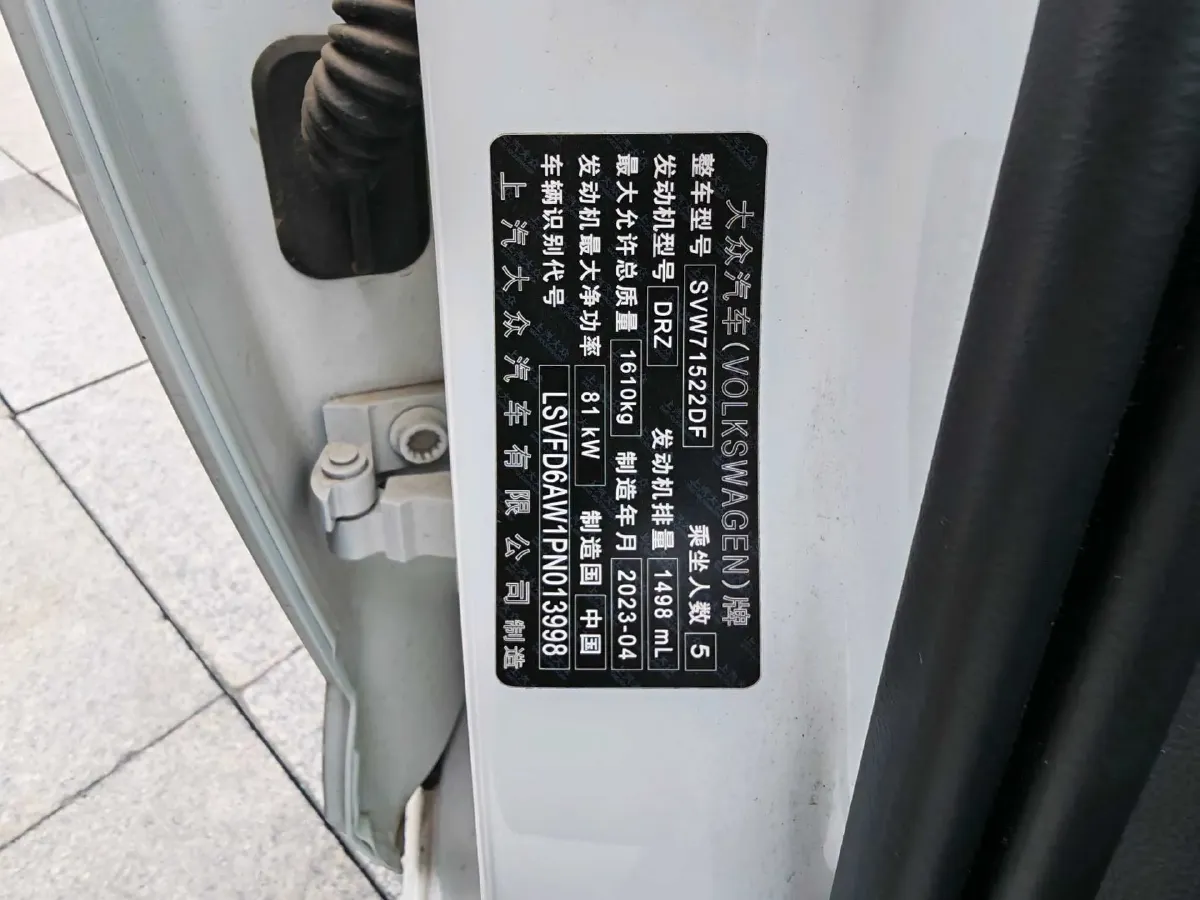 大众汽车(VOLKSWAGEN)牌
整车型号 SVW71522DF 乘坐人数 5
发动机型号 DRZ 发动机排量 1498 mL
最大允许总质量 1610kg 制造年月 2023-04
发动机最大净功率 81 kW 制造国 中国
车辆识别代号 LSVFD6AW1PN013998
上汽大众汽车有限公司制造